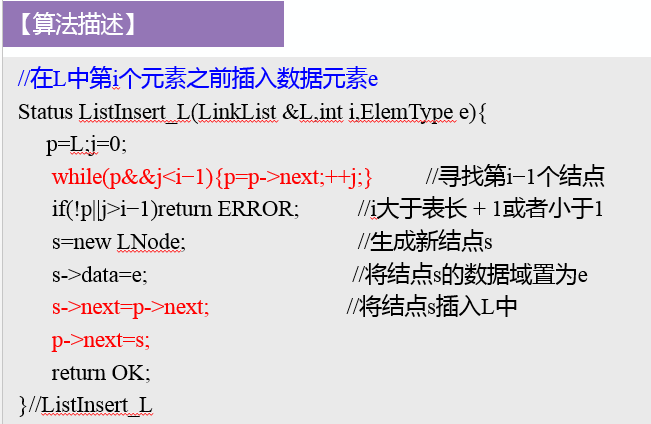 【算法描述】
//在L中第i个元素之前插入数据元素e
Status ListInsert_L(LinkList &L,int i,ElemType e){
p=L;j=0;
while(p&&j<i−1){p=p->next;++j;} //寻找第i−1个结点
if(!p||j>i−1)return ERROR; //i大于表长 + 1或者小于1
s=new LNode; //生成新结点s
s->data=e; //将结点s的数据域置为e
s->next=p->next; //将结点s插入L中
p->next=s;
return OK;
}//ListInsert_L